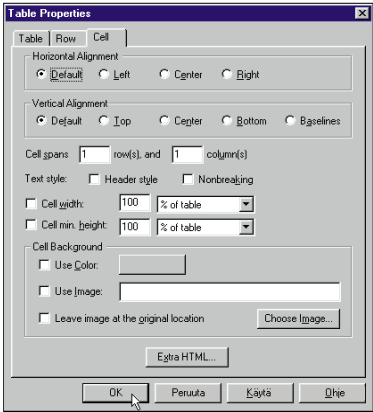 Table Properties
Table Row Cell
Horizontal Alignment
Default Left Center Right
Vertical Alignment
Default Top Center Bottom Baselines
Cell spans 1 row(s), and 1 column(s)
Text style: Header style Nonbreaking
Cell width: 100 % of table
Cell min. height: 100 % of table
Cell Background
Use Color:
Use Image:
Leave image at the original location Choose Image...
Extra HTML...
OK Peruuta Käytä Ohje